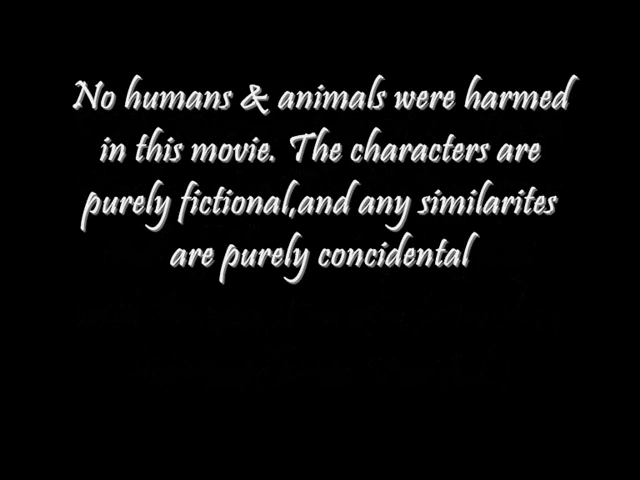 No humans & animals were harmed
in this movie. The characters are
purely fictional,and any similarites
are purely concidental